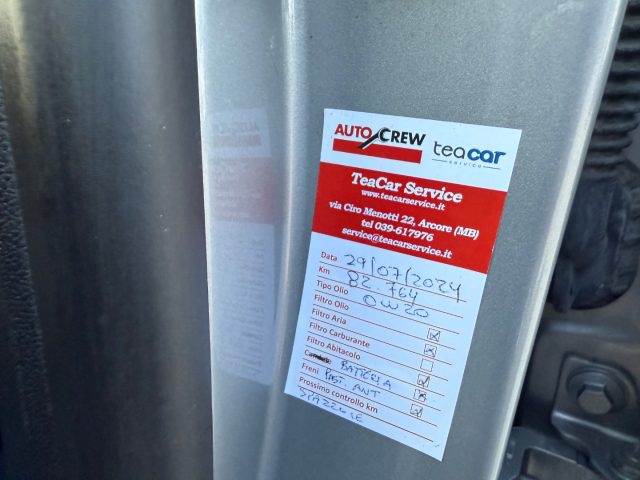 AUTO CREW teacar
service
TeaCar Service
www.teacarservice.it
via Ciro Menotti 22, Arcore (MB)
tel 039-617976
service@teacarservice.it
Data 29/07/2024
Km 82.764
Tipo Olio 0W20
Filtro Olio
Filtro Aria
Filtro Carburante
Filtro Abitacolo
BATTERIA
Freni PAST. ANT
Prossimo controllo km
SPAZZOLE